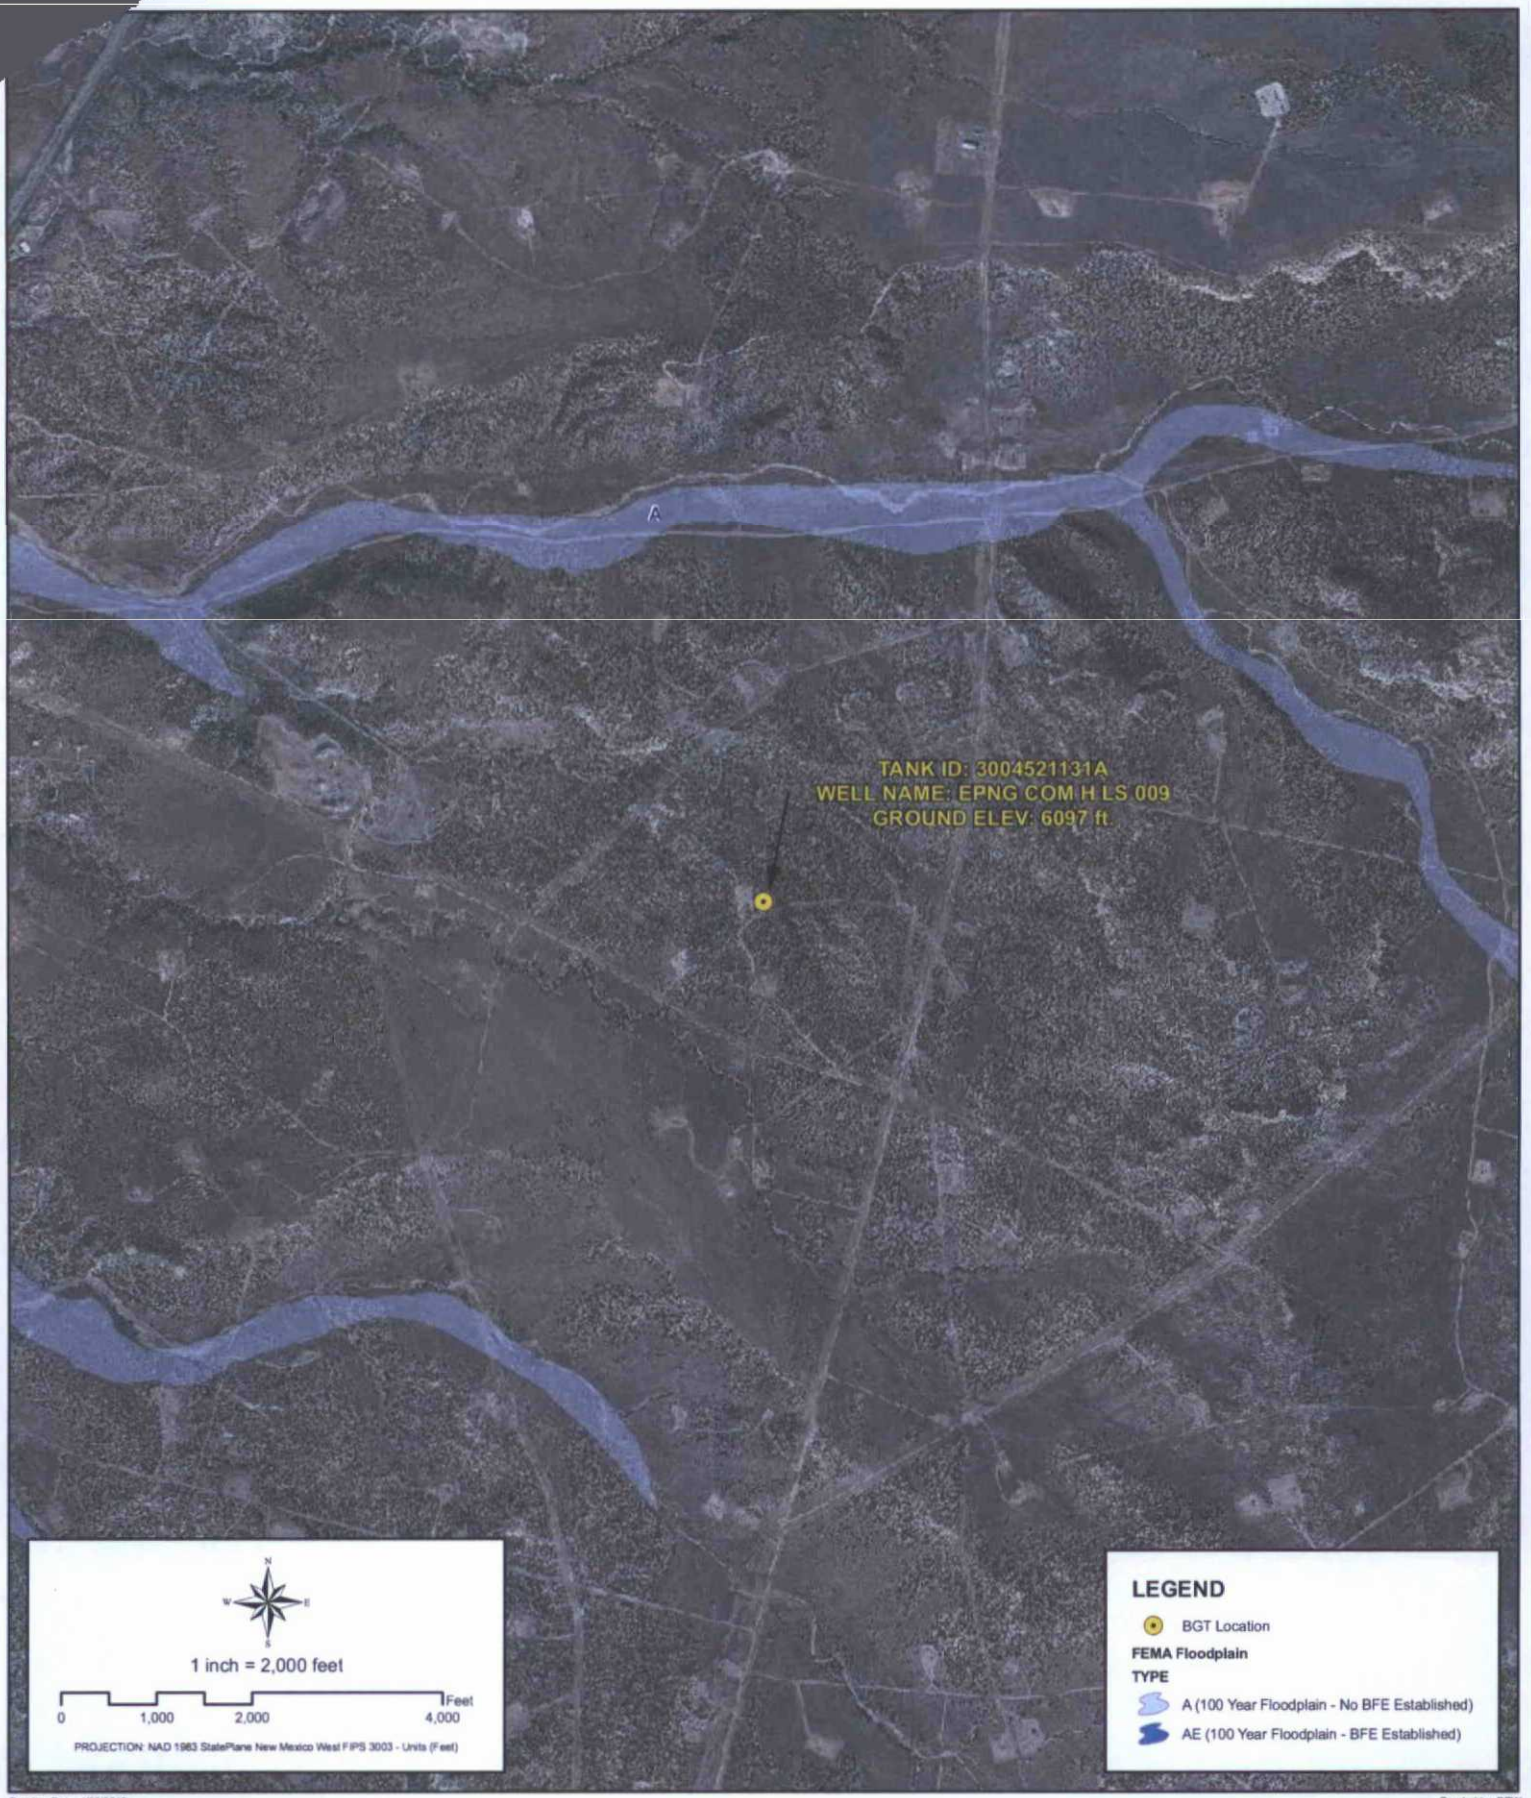 A
TANK ID: 3004521131A
WELL NAME: EPNG COM H LS 009
GROUND ELEV: 6097 ft.
N
W E
S
1 inch = 2,000 feet
Feet
0 1,000 2,000 4,000
PROJECTION: NAD 1983 StatePlane New Mexico West FIPS 3003 - Units (Feet)
LEGEND
BGT Location
FEMA Floodplain
TYPE
A (100 Year Floodplain - No BFE Established)
AE (100 Year Floodplain - BFE Established)